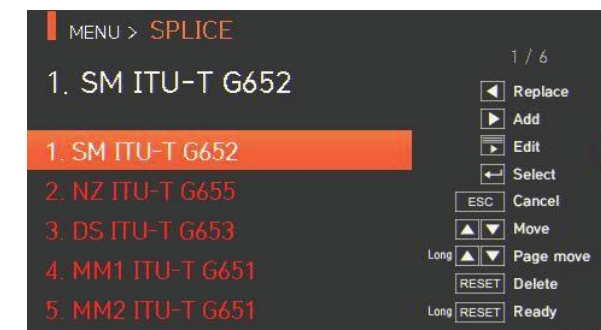 MENU > SPLICE
1 / 6
1. SM ITU-T G652
1. SM ITU-T G652
2. NZ ITU-T G655
3. DS ITU-T G653
4. MM1 ITU-T G651
5. MM2 ITU-T G651
Replace
Add
Edit
Select
ESC Cancel
Move
Long Page move
RESET Delete
Long RESET Ready